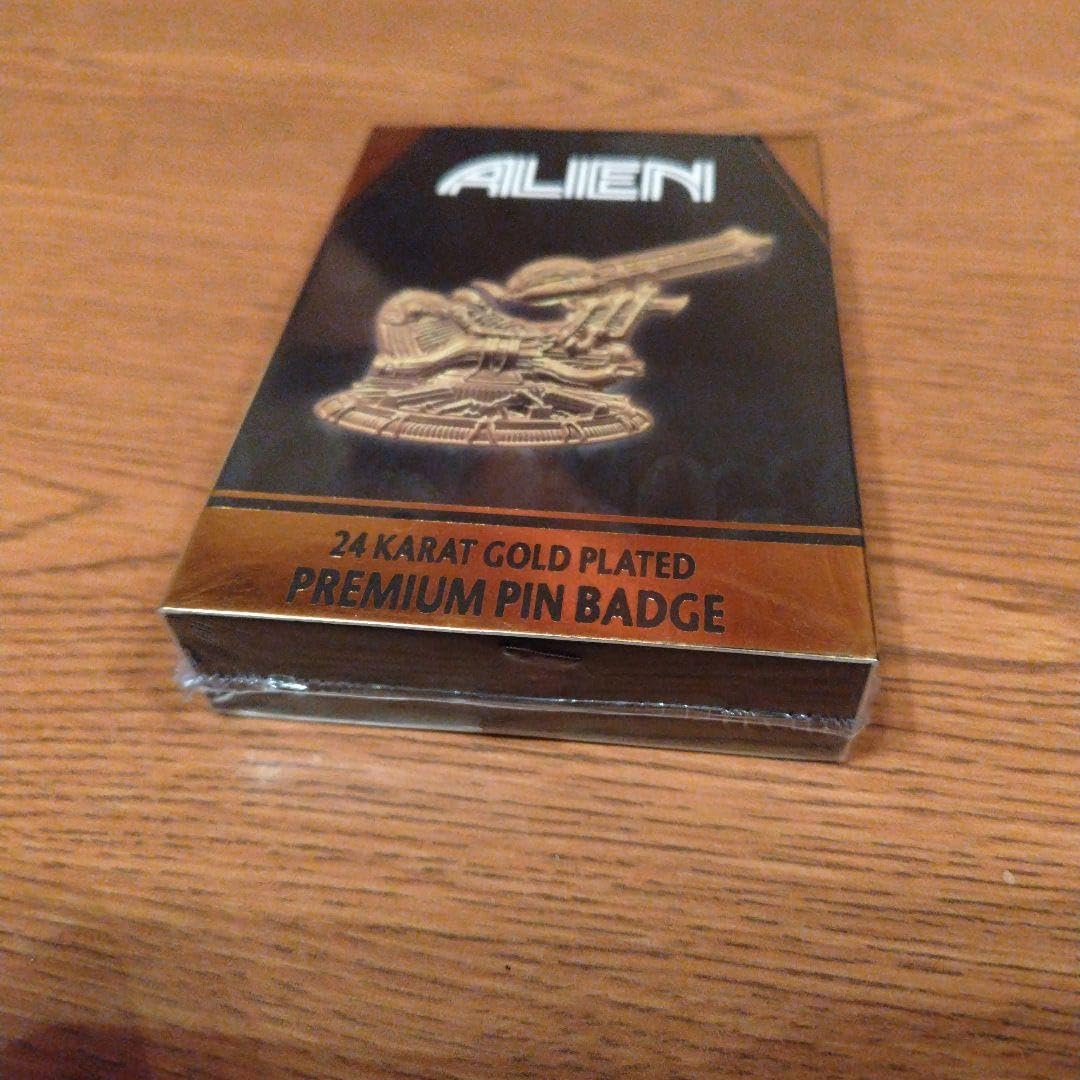 ALIEN
24 KARAT GOLD PLATED
PREMIUM PIN BADGE